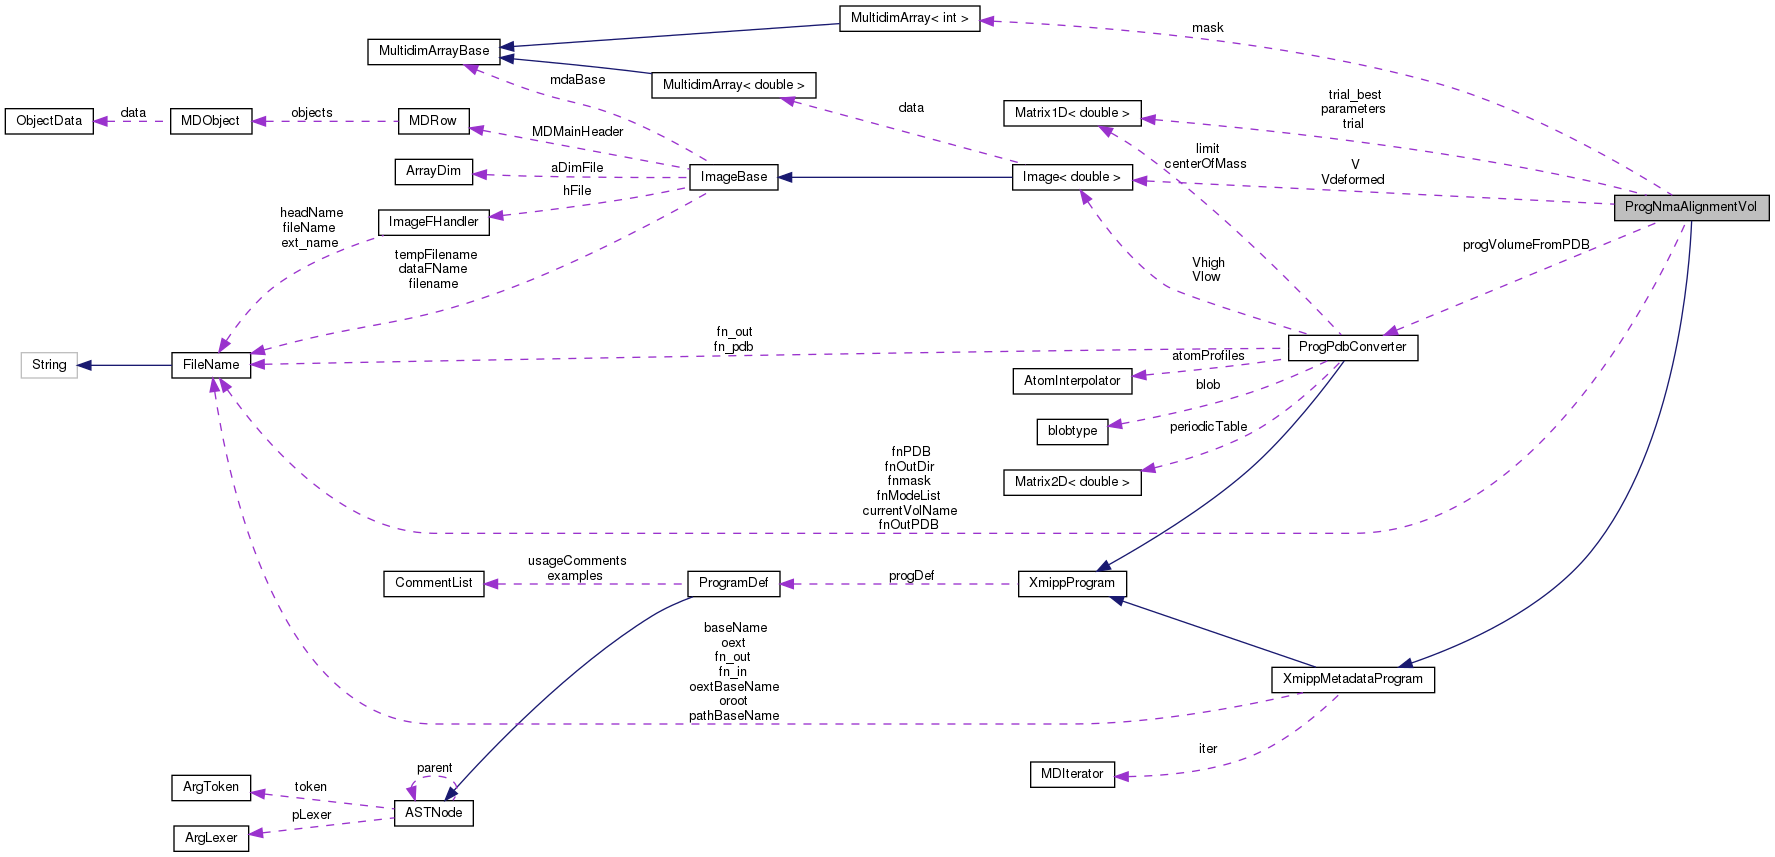 MultidimArray< int >
mask
MultidimArrayBase
mdaBase
MultidimArray< double >
trial_best
parameters
trial
data
Matrix1D< double >
ObjectData
data
MDObject
objects
MDRow
MDMainHeader
limit
centerOfMass
ArrayDim
aDimFile
ImageBase
Image< double >
V
Vdeformed
hFile
ProgNmaAlignmentVol
headName
fileName
ext_name
ImageFHandler
progVolumeFromPDB
tempFilename
dataFName
filename
Vhigh
Vlow
fn_out
fn_pdb
ProgPdbConverter
String
FileName
atomProfiles
AtomInterpolator
blob
blobtype
periodicTable
Matrix2D< double >
fnPDB
fnOutDir
fnmask
fnModeList
currentVolName
fnOutPDB
CommentList
usageComments
examples
ProgramDef
progDef
XmippProgram
baseName
oext
fn_out
fn_in
oextBaseName
oroot
pathBaseName
XmippMetadataProgram
iter
MDIterator
parent
ArgToken
token
ASTNode
pLexer
ArgLexer